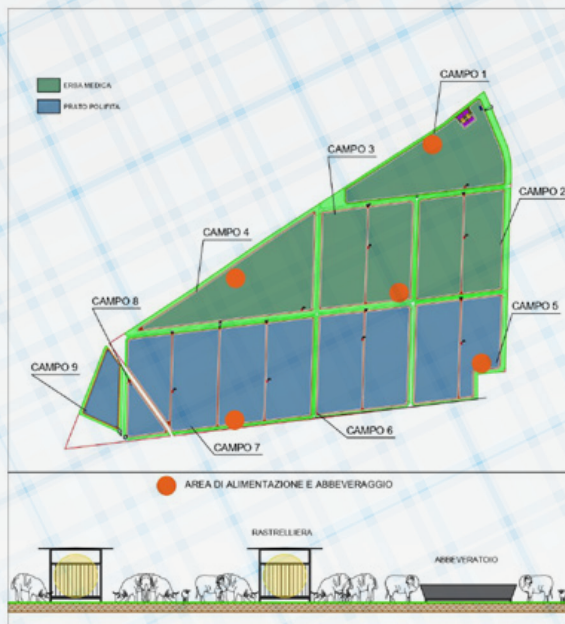 CAMPO 1
ERBA MEDICA
PRATO POLIFITA
CAMPO 3
CAMPO 2
CAMPO 4
CAMPO 8
CAMPO 5
CAMPO 9
CAMPO 6
CAMPO 7
AREA DI ALIMENTAZIONE E ABBEVERAGGIO
RASTRELLIERA
ABBEVERATOIO